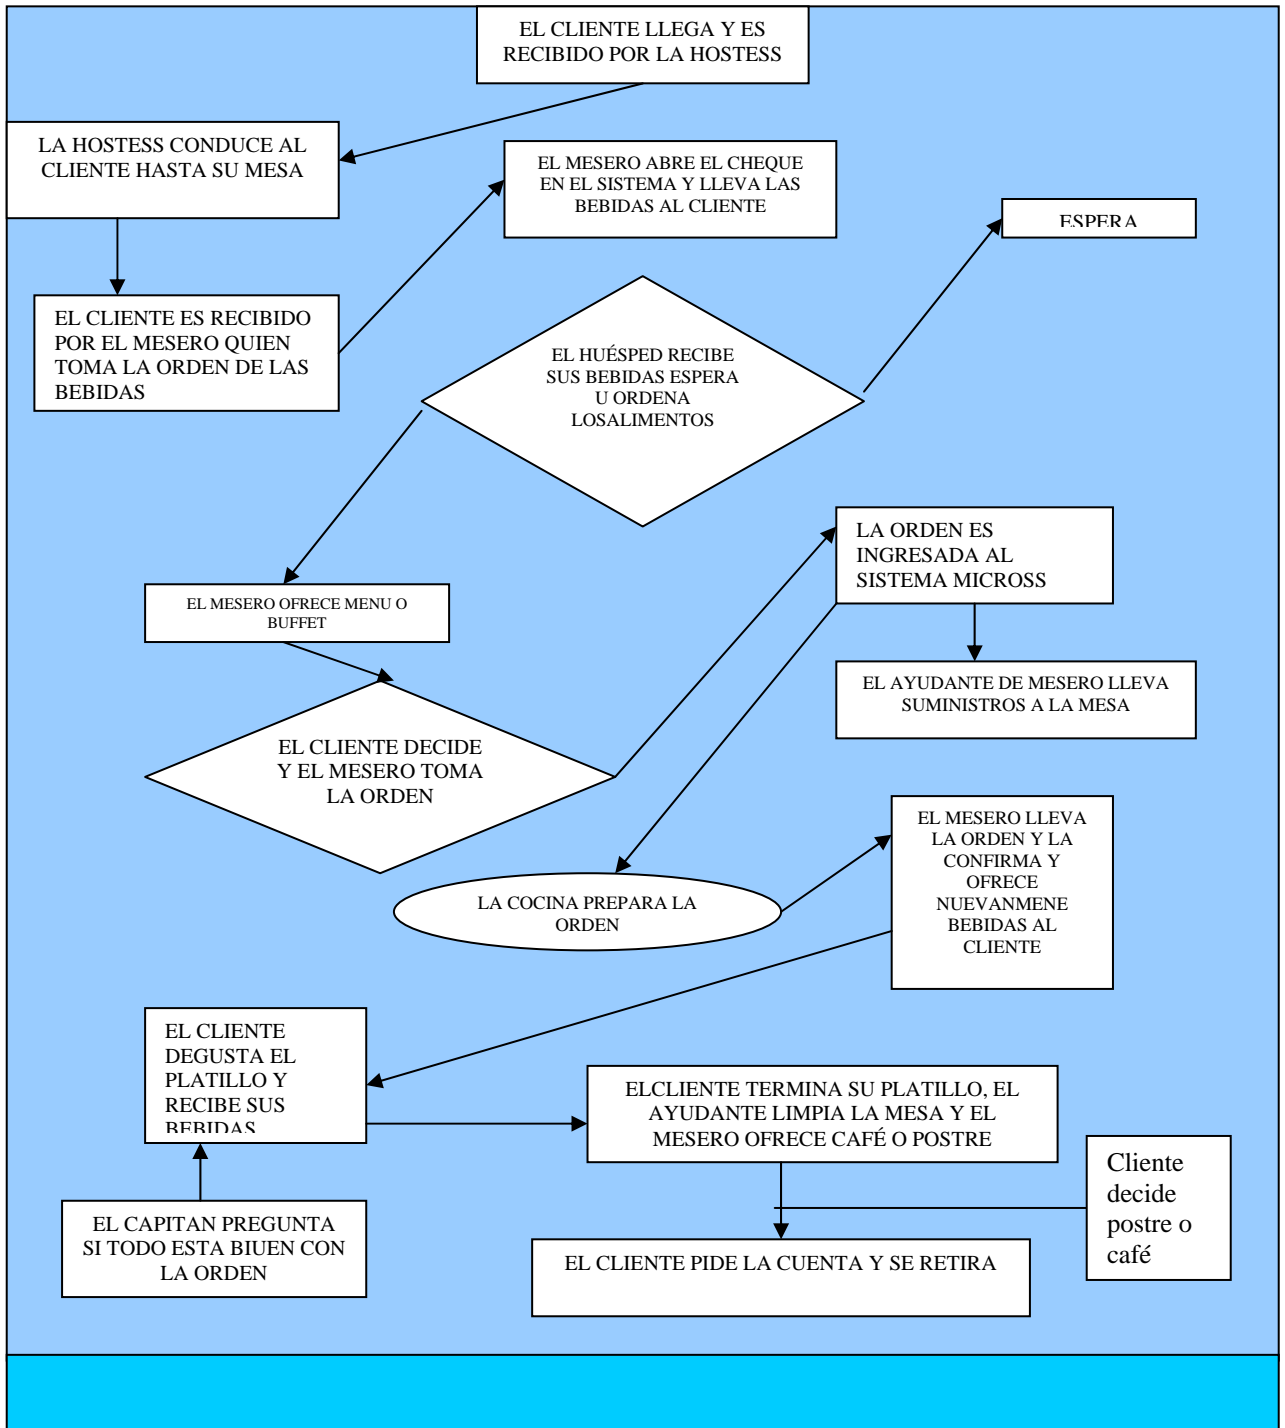 EL CLIENTE LLEGA Y ES
RECIBIDO POR LA HOSTESS
LA HOSTESS CONDUCE AL
CLIENTE HASTA SU MESA
EL MESERO ABRE EL CHEQUE
EN EL SISTEMA Y LLEVA LAS
BEBIDAS AL CLIENTE
ESPERA
EL CLIENTE ES RECIBIDO
POR EL MESERO QUIEN
TOMA LA ORDEN DE LAS
BEBIDAS
EL HUÉSPED RECIBE
SUS BEBIDAS ESPERA
U ORDENA
LOSALIMENTOS
LA ORDEN ES
INGRESADA AL
SISTEMA MICROSS
EL MESERO OFRECE MENU O
BUFFET
EL AYUDANTE DE MESERO LLEVA
SUMINISTROS A LA MESA
EL CLIENTE DECIDE
Y EL MESERO TOMA
LA ORDEN
EL MESERO LLEVA
LA ORDEN Y LA
CONFIRMA Y
OFRECE
NUEVANMENE
BEBIDAS AL
CLIENTE
LA COCINA PREPARA LA
ORDEN
EL CLIENTE
DEGUSTA EL
PLATILLO Y
RECIBE SUS
BEBIDAS
ELCLIENTE TERMINA SU PLATILLO, EL
AYUDANTE LIMPIA LA MESA Y EL
MESERO OFRECE CAFÉ O POSTRE
Cliente
decide
postre o
café
EL CAPITAN PREGUNTA
SI TODO ESTA BIUEN CON
LA ORDEN
EL CLIENTE PIDE LA CUENTA Y SE RETIRA